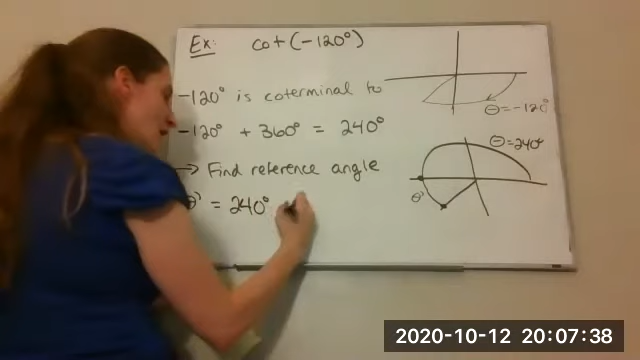 Ex: cot(-120°)
-120° is coterminal to
-120° + 360° = 240°
→ Find reference angle
θ' = 240°
θ=-120°
θ=240°
θ'
2020-10-12 20:07:38